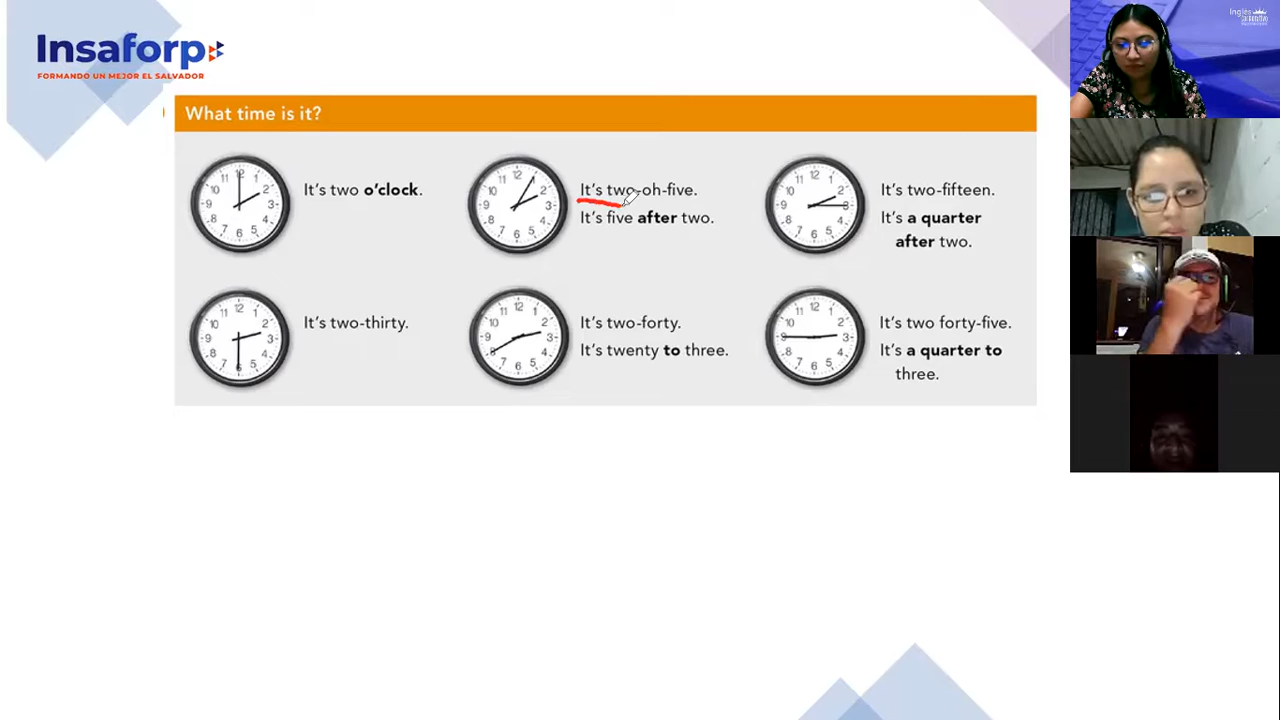 Insaforp
FORMANDO UN MEJOR EL SALVADOR
What time is it?
It's two o'clock.
It's two-oh-five.
It's five after two.
It's two-fifteen.
It's a quarter
after two.
It's two-thirty.
It's two-forty.
It's twenty to three.
It's two forty-five.
It's a quarter to
three.
Inglés